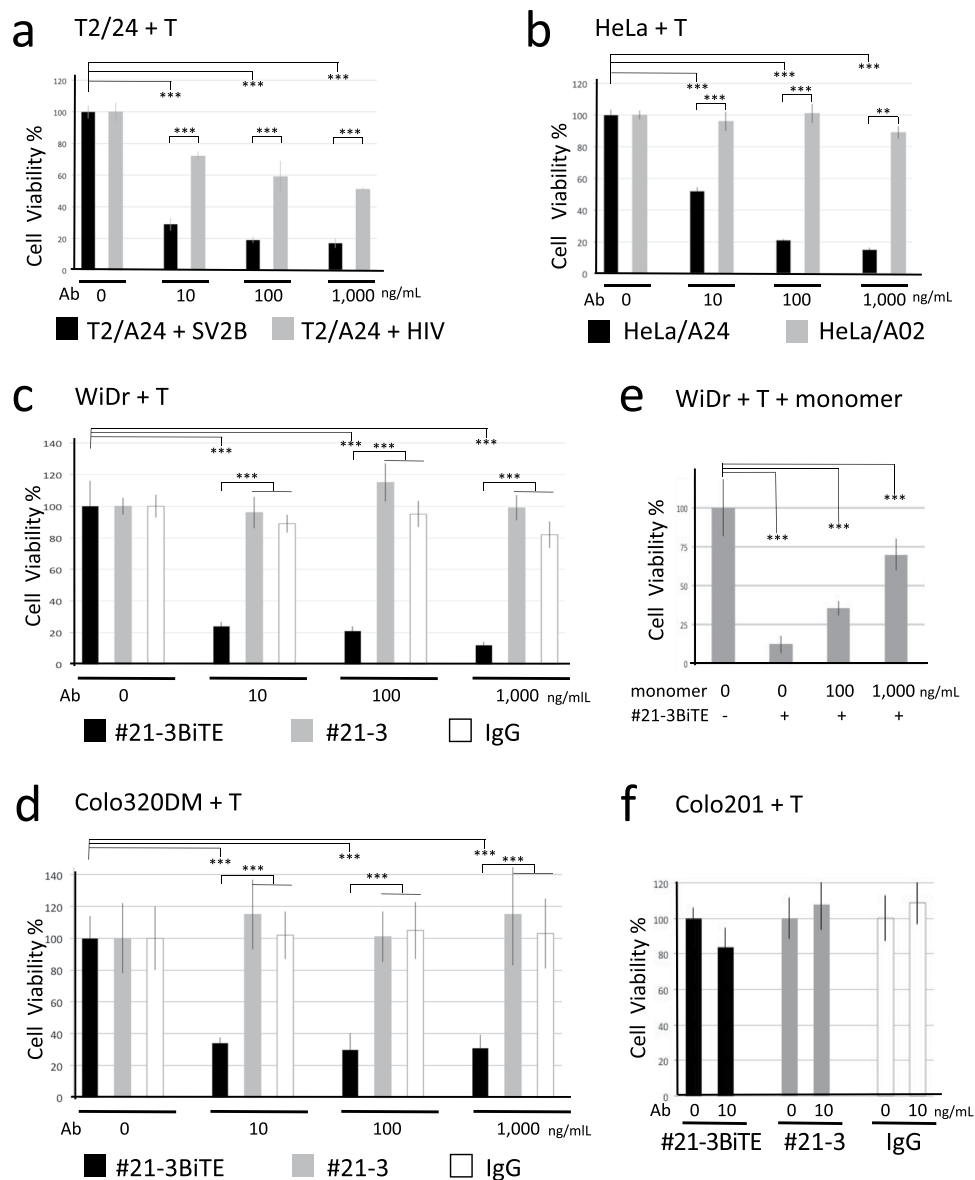 a T2/24 + T
*** *** ***
*** *** ***
Cell Viability %
120
100
80
60
40
20
0
Ab 0 10 100 1,000 ng/mL
T2/A24 + SV2B T2/A24 + HIV
b HeLa + T
*** *** ***
*** *** **
Cell Viability %
120
100
80
60
40
20
0
Ab 0 10 100 1,000 ng/mL
HeLa/A24 HeLa/A02
c WiDr + T
*** *** ***
*** *** ***
Cell Viability %
140
120
100
80
60
40
20
0
Ab 0 10 100 1,000 ng/mlL
#21-3BiTE #21-3 IgG
e WiDr + T + monomer
*** *** ***
Cell Viability %
100
75
50
25
0
monomer 0 0 100 1,000 ng/mL
#21-3BiTE - + + +
d Colo320DM + T
*** *** ***
*** *** ***
Cell Viability %
140
120
100
80
60
40
20
0
Ab 0 10 100 1,000 ng/mlL
#21-3BiTE #21-3 IgG
f Colo201 + T
Cell Viability %
120
100
80
60
40
20
0
Ab 0 10 0 10 0 10 ng/mL
#21-3BiTE #21-3 IgG